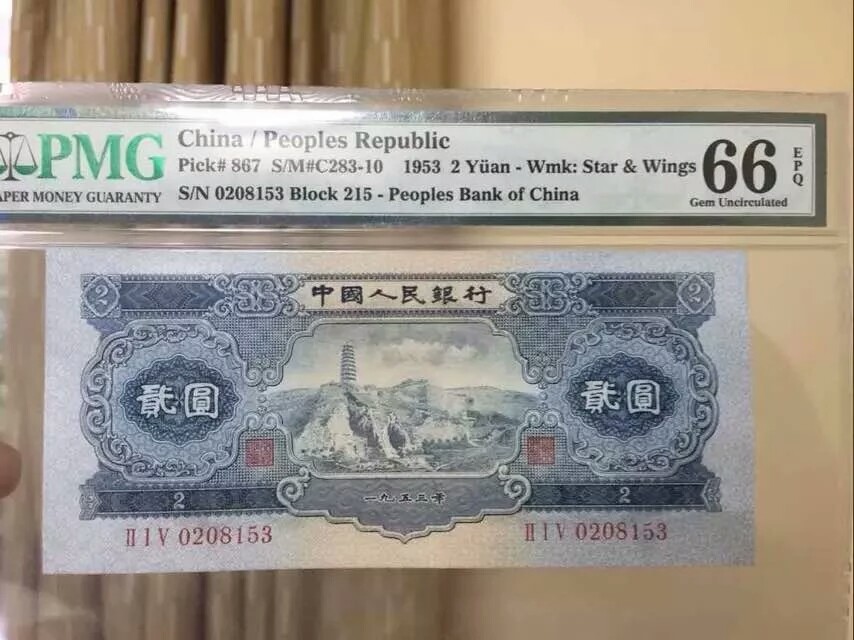 PMG
PAPER MONEY GUARANTY
China / Peoples Republic
Pick# 867 S/M#C283-10 1953 2 Yüan - Wmk: Star & Wings
S/N 0208153 Block 215 - Peoples Bank of China
66
EPQ
Gem Uncirculated
2
中國人民銀行
2
貳圓
貳圓
一九五三年
2
2
II I V 0208153
II I V 0208153